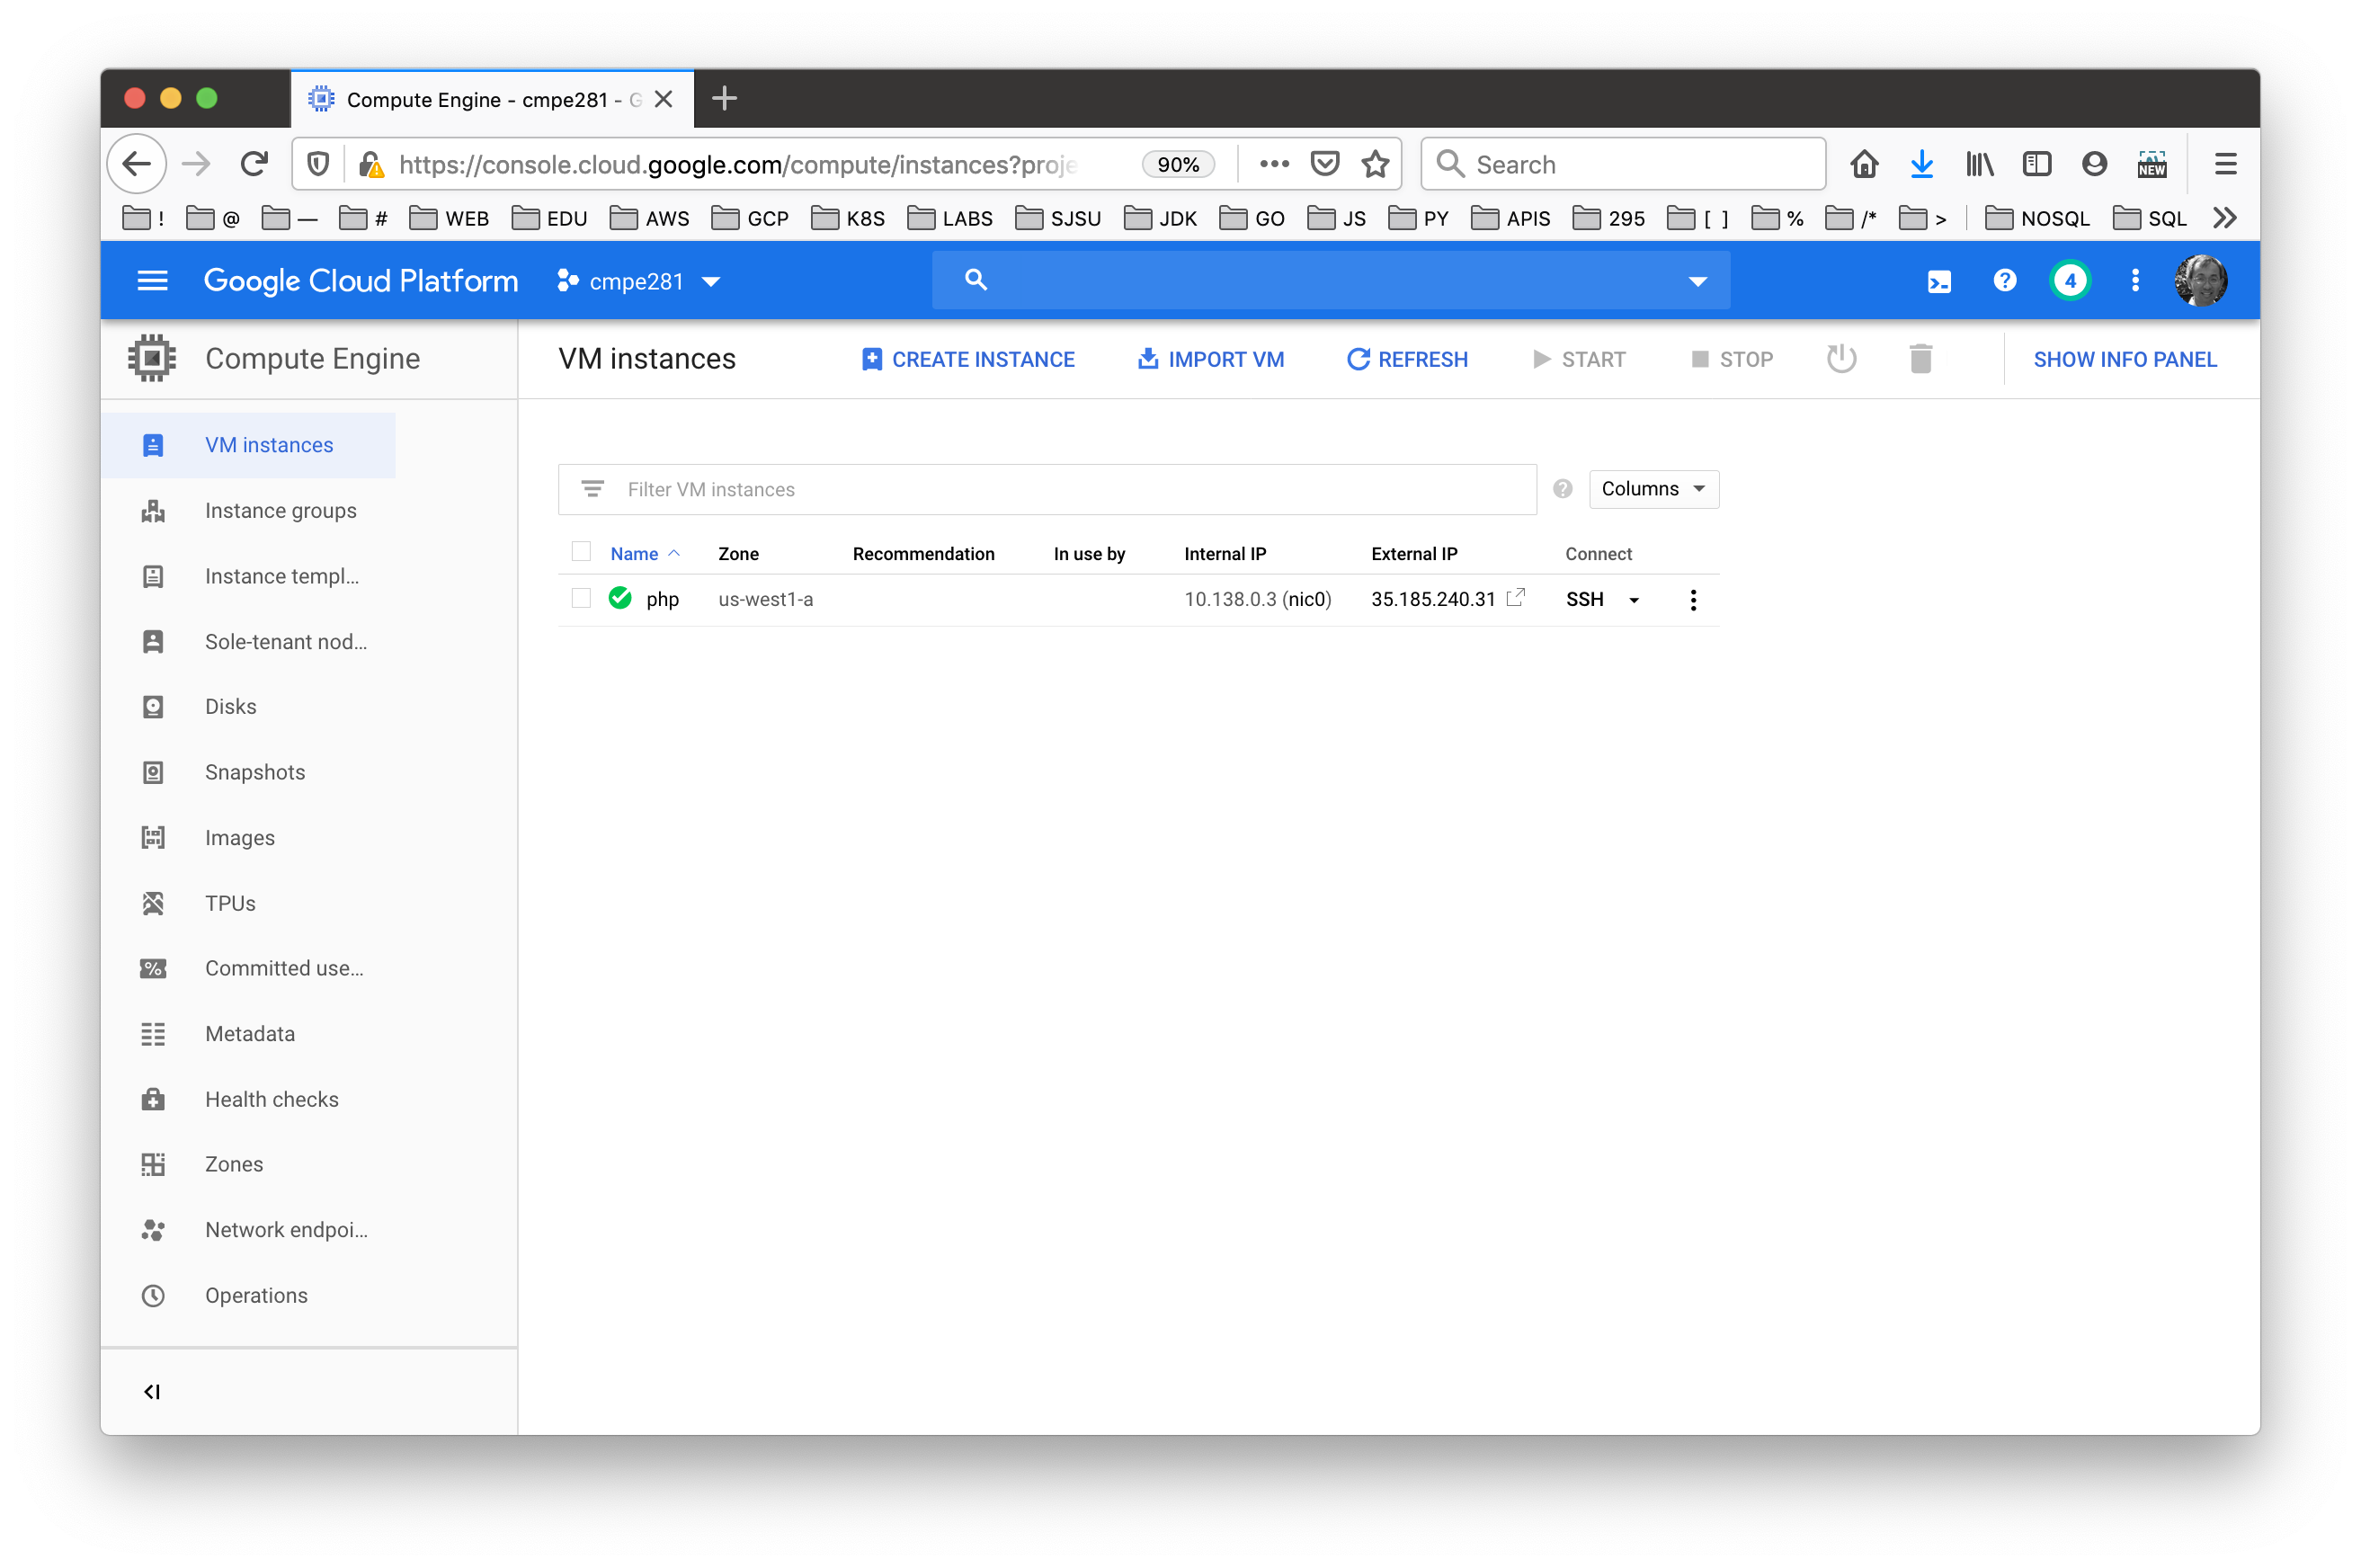 Compute Engine - cmpe281 - G
https://console.cloud.google.com/compute/instances?proje 90% Search NEW
! @ — # WEB EDU AWS GCP K8S LABS SJSU JDK GO JS PY APIS 295 [ ] % /* > NOSQL SQL
Google Cloud Platform cmpe281 4
Compute Engine
VM instances CREATE INSTANCE IMPORT VM REFRESH START STOP SHOW INFO PANEL
VM instances
Instance groups
Instance templ...
Sole-tenant nod...
Disks
Snapshots
Images
TPUs
Committed use...
Metadata
Health checks
Zones
Network endpoi...
Operations
Filter VM instances Columns
Name Zone Recommendation In use by Internal IP External IP Connect
php us-west1-a 10.138.0.3 (nic0) 35.185.240.31 SSH